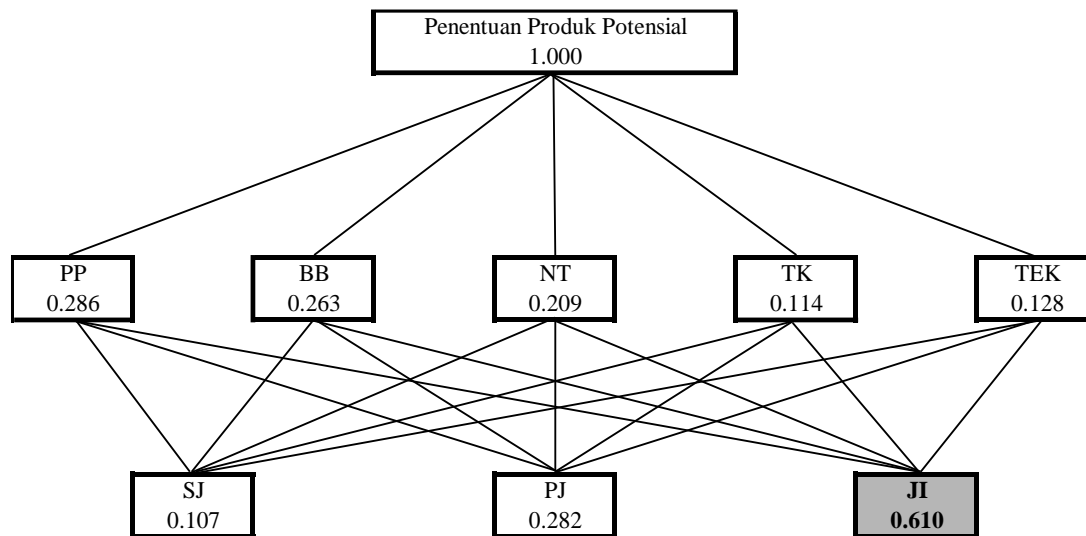 Penentuan Produk Potensial
1.000
PP
0.286
BB
0.263
NT
0.209
TK
0.114
TEK
0.128
SJ
0.107
PJ
0.282
JI
0.610